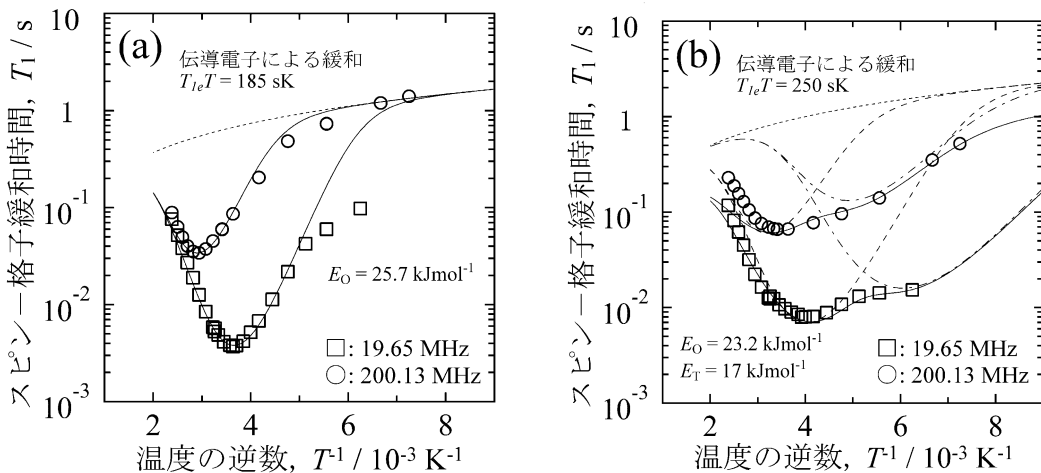 (a)
伝導電子による緩和
T1eT = 185 sK
EO = 25.7 kJmol-1
□: 19.65 MHz
○: 200.13 MHz
スピン－格子緩和時間, T1 / s
10
1
10-1
10-2
10-3
2 4 6 8
温度の逆数, T-1 / 10-3 K-1
(b)
伝導電子による緩和
T1eT = 250 sK
EO = 23.2 kJmol-1
ET = 17 kJmol-1
□: 19.65 MHz
○: 200.13 MHz
スピン－格子緩和時間, T1 / s
10
1
10-1
10-2
10-3
2 4 6 8
温度の逆数, T-1 / 10-3 K-1